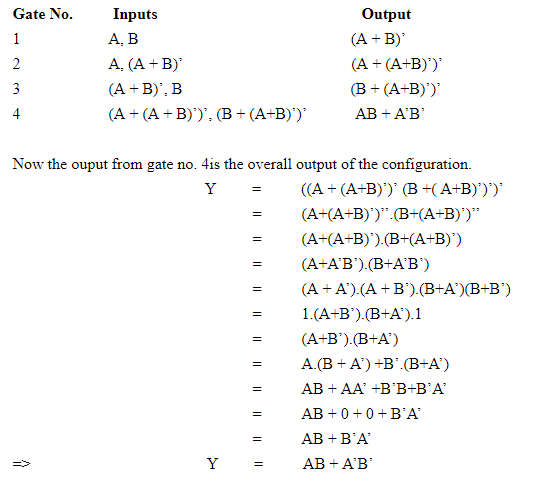 Gate No. Inputs Output
1 A, B (A + B)’
2 A, (A + B)’ (A + (A+B)’)’
3 (A + B)’, B (B + (A+B)’)’
4 (A + (A + B)’)’, (B + (A+B)’)’ AB + A’B’
Now the ouput from gate no. 4is the overall output of the configuration.
Y = ((A + (A+B)’)’ (B +( A+B)’)’)’
= (A+(A+B)’)’’.(B+(A+B)’)’’
= (A+(A+B)’).(B+(A+B)’)
= (A+A’B’).(B+A’B’)
= (A + A’).(A + B’).(B+A’)(B+B’)
= 1.(A+B’).(B+A’).1
= (A+B’).(B+A’)
= A.(B + A’) +B’.(B+A’)
= AB + AA’ +B’B+B’A’
= AB + 0 + 0 + B’A’
= AB + B’A’
=> Y = AB + A’B’